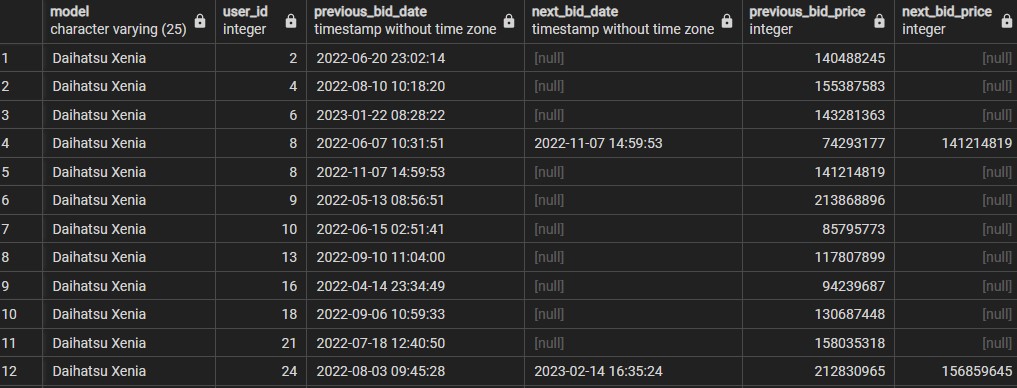 model user_id previous_bid_date next_bid_date previous_bid_price next_bid_price
character varying (25) integer timestamp without time zone timestamp without time zone integer integer
1 Daihatsu Xenia 2 2022-06-20 23:02:14 [null] 140488245 [null]
2 Daihatsu Xenia 4 2022-08-10 10:18:20 [null] 155387583 [null]
3 Daihatsu Xenia 6 2023-01-22 08:28:22 [null] 143281363 [null]
4 Daihatsu Xenia 8 2022-06-07 10:31:51 2022-11-07 14:59:53 74293177 141214819
5 Daihatsu Xenia 8 2022-11-07 14:59:53 [null] 141214819 [null]
6 Daihatsu Xenia 9 2022-05-13 08:56:51 [null] 213868896 [null]
7 Daihatsu Xenia 10 2022-06-15 02:51:41 [null] 85795773 [null]
8 Daihatsu Xenia 13 2022-09-10 11:04:00 [null] 117807899 [null]
9 Daihatsu Xenia 16 2022-04-14 23:34:49 [null] 94239687 [null]
10 Daihatsu Xenia 18 2022-09-06 10:59:33 [null] 130687448 [null]
11 Daihatsu Xenia 21 2022-07-18 12:40:50 [null] 158035318 [null]
12 Daihatsu Xenia 24 2022-08-03 09:45:28 2023-02-14 16:35:24 212830965 156859645